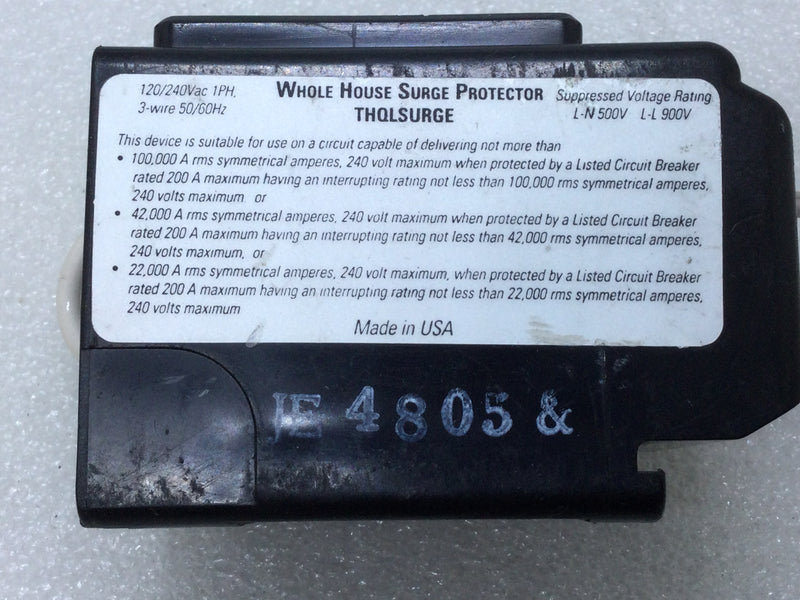 120/240Vac 1PH,
3-wire 50/60Hz
WHOLE HOUSE SURGE PROTECTOR
THQLSURGE
Suppressed Voltage Rating
L-N 500V L-L 900V
This device is suitable for use on a circuit capable of delivering not more than
• 100,000 A rms symmetrical amperes, 240 volt maximum when protected by a Listed Circuit Breaker
rated 200 A maximum having an interrupting rating not less than 100,000 rms symmetrical amperes,
240 volts maximum or
• 42,000 A rms symmetrical amperes, 240 volt maximum when protected by a Listed Circuit Breaker
rated 200 A maximum having an interrupting rating not less than 42,000 rms symmetrical amperes,
240 volts maximum, or
• 22,000 A rms symmetrical amperes, 240 volt maximum, when protected by a Listed Circuit Breaker
rated 200 A maximum having an interrupting rating not less than 22,000 rms symmetrical amperes,
240 volts maximum
Made in USA
JE 4805 &